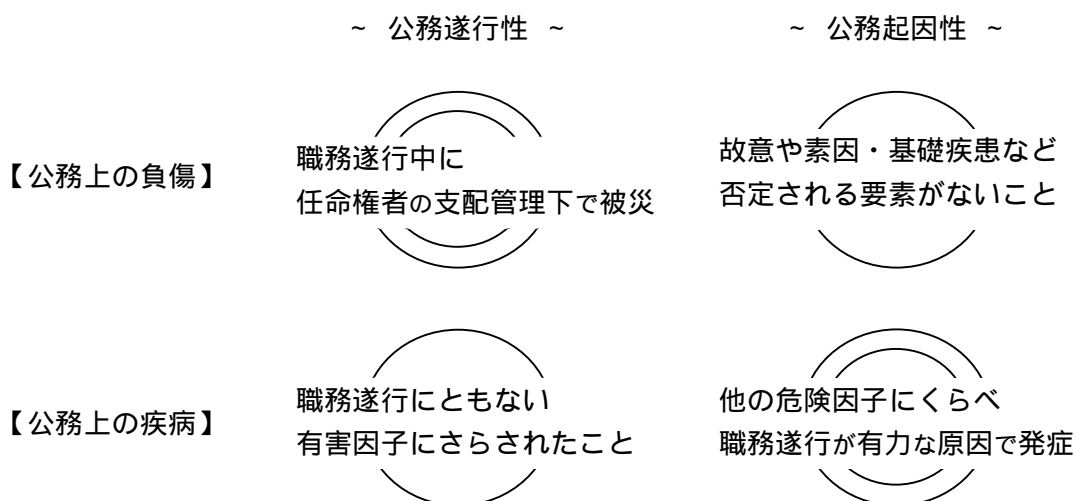 ~ 公務遂行性 ~
~ 公務起因性 ~
【公務上の負傷】
職務遂行中に
任命権者の支配管理下で被災
故意や素因・基礎疾患など
否定される要素がないこと
【公務上の疾病】
職務遂行にともない
有害因子にさらされたこと
他の危険因子にくらべ
職務遂行が有力な原因で発症